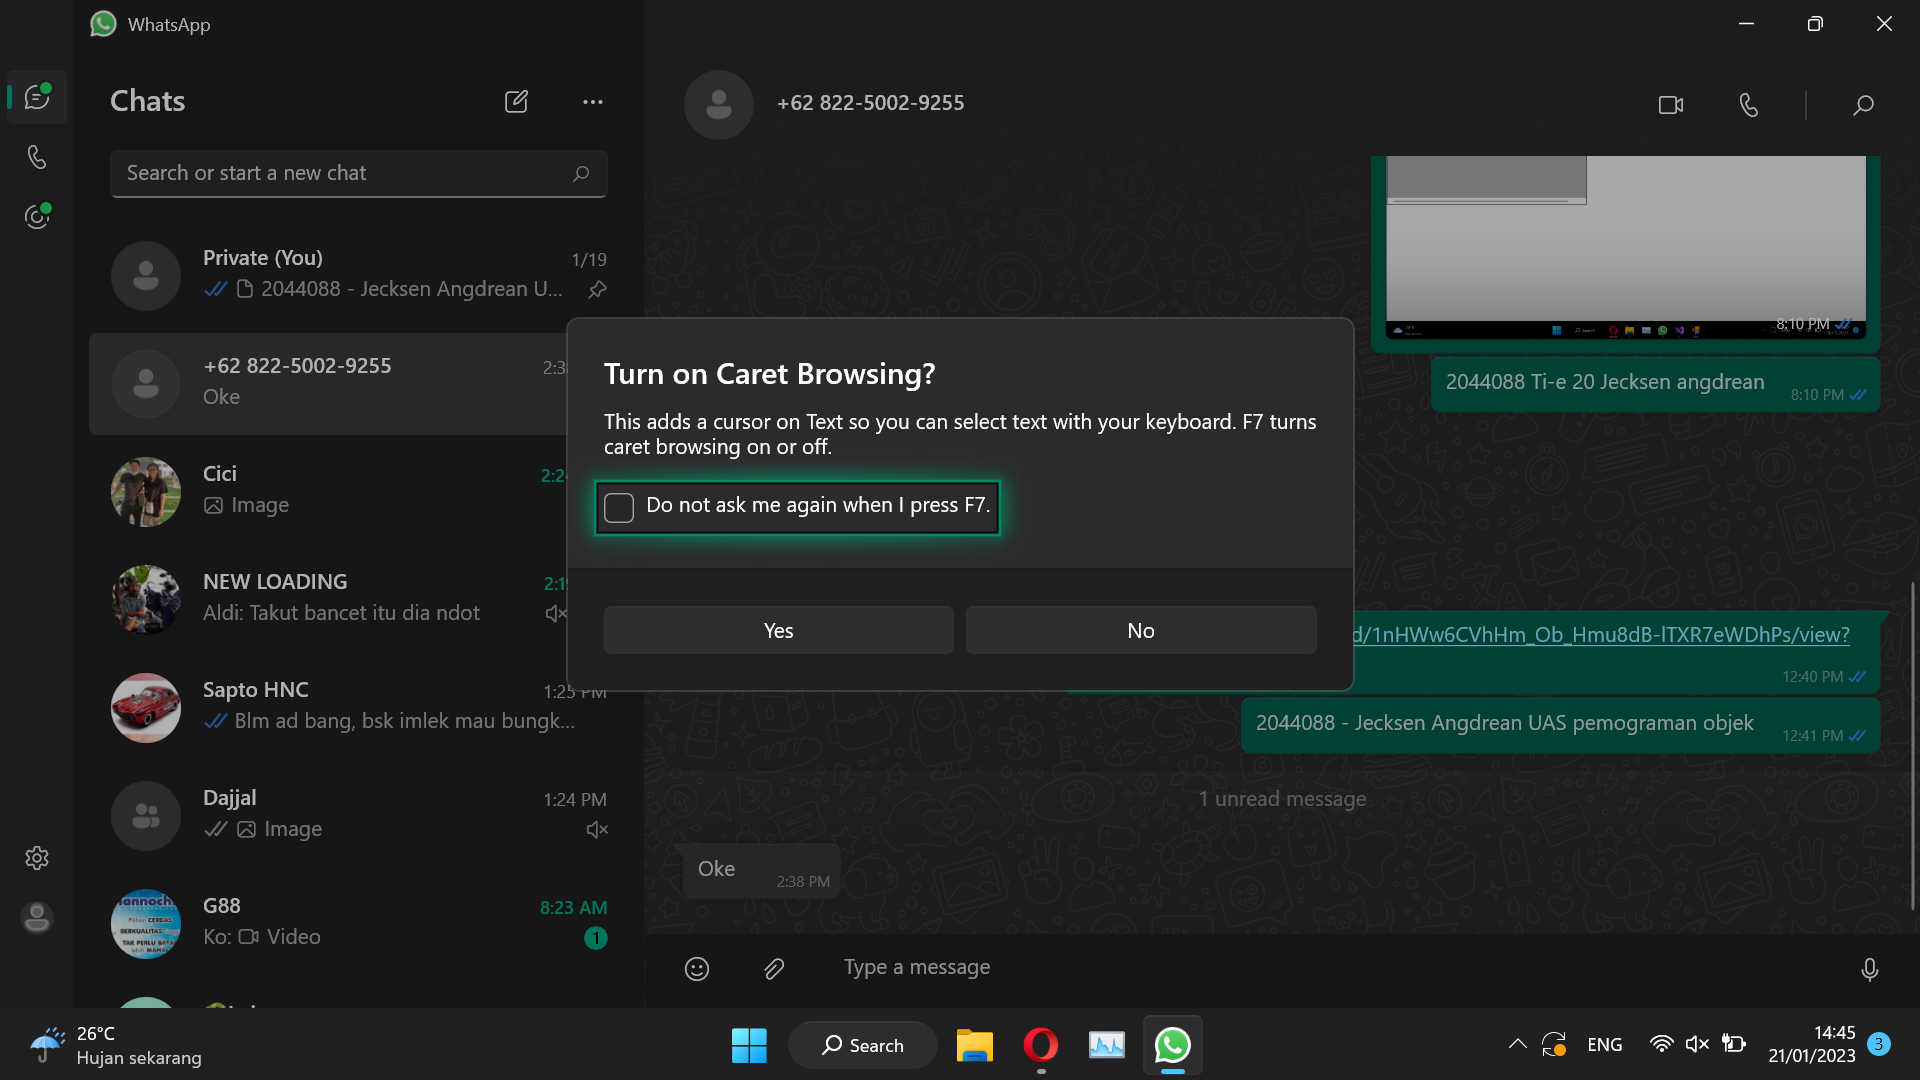 WhatsApp
Chats
Search or start a new chat
Private (You)
1/19
2044088 - Jecksen Angdrean U...
+62 822-5002-9255
Oke
Cici
Image
NEW LOADING
Aldi: Takut bancet itu dia ndot
Sapto HNC
1:25 PM
Blm ad bang, bsk imlek mau bungk...
Dajjal
1:24 PM
Image
G88
8:23 AM
Ko: Video
1
+62 822-5002-9255
8:10 PM
2044088 Ti-e 20 Jecksen angdrean
8:10 PM
Turn on Caret Browsing?
This adds a cursor on Text so you can select text with your keyboard. F7 turns
caret browsing on or off.
Do not ask me again when I press F7.
Yes
No
d/1nHWw6CVhHm_Ob_Hmu8dB-lTXR7eWDhPs/view?
12:40 PM
2044088 - Jecksen Angdrean UAS pemograman objek
12:41 PM
1 unread message
Oke
2:38 PM
Type a message
26°C
Hujan sekarang
Search
ENG
14:45
21/01/2023
3